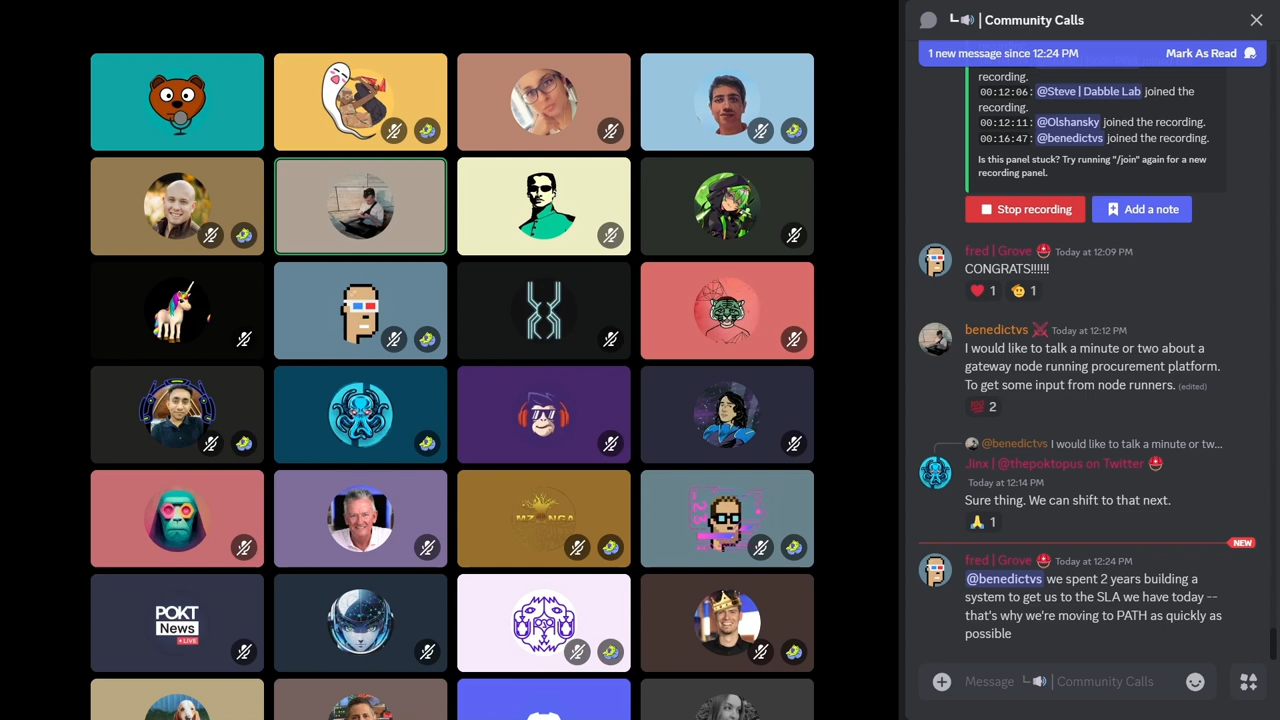 ┗🔊 | Community Calls
1 new message since 12:24 PM Mark As Read
recording.
00:12:06: @Steve | Dabble Lab joined the
recording.
00:12:11: @Olshansky joined the recording.
00:16:47: @benedictvs joined the recording.
Is this panel stuck? Try running "/join" again for a new
recording panel.
Stop recording Add a note
fred | Grove Today at 12:09 PM
CONGRATS!!!!!!
1 1
benedictvs Today at 12:12 PM
I would like to talk a minute or two about a
gateway node running procurement platform.
To get some input from node runners. (edited)
💯 2
@benedictvs I would like to talk a minute or tw...
Jinx | @thepoktopus on Twitter
Today at 12:14 PM
Sure thing. We can shift to that next.
1
NEW
fred | Grove Today at 12:24 PM
@benedictvs we spent 2 years building a
system to get us to the SLA we have today --
that's why we're moving to PATH as quickly as
possible
Message ┗🔊 | Community Calls
POKT
News
LIVE